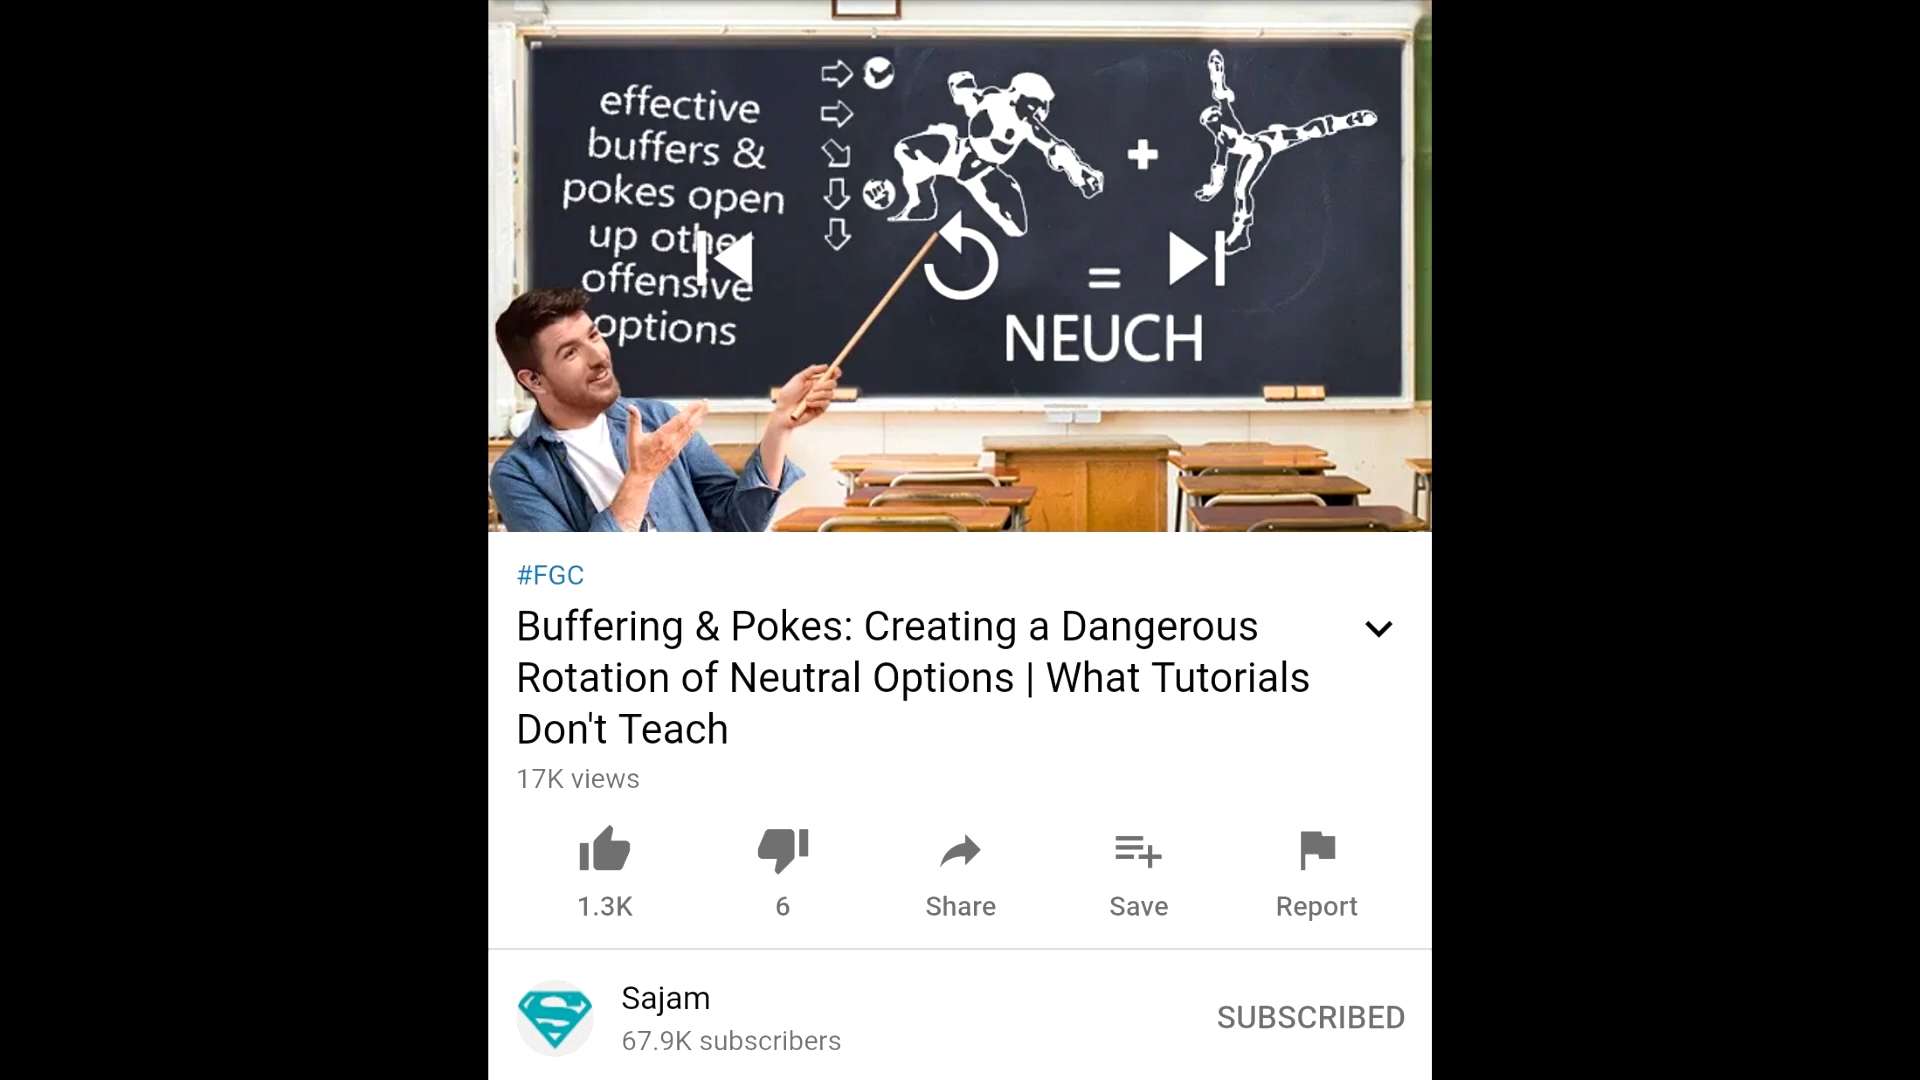 effective
buffers &
pokes open
up other
offensive
options
+
=
NEUCH
#FGC
Buffering & Pokes: Creating a Dangerous
Rotation of Neutral Options | What Tutorials
Don't Teach
17K views
1.3K
6
Share
Save
Report
Sajam
67.9K subscribers
SUBSCRIBED